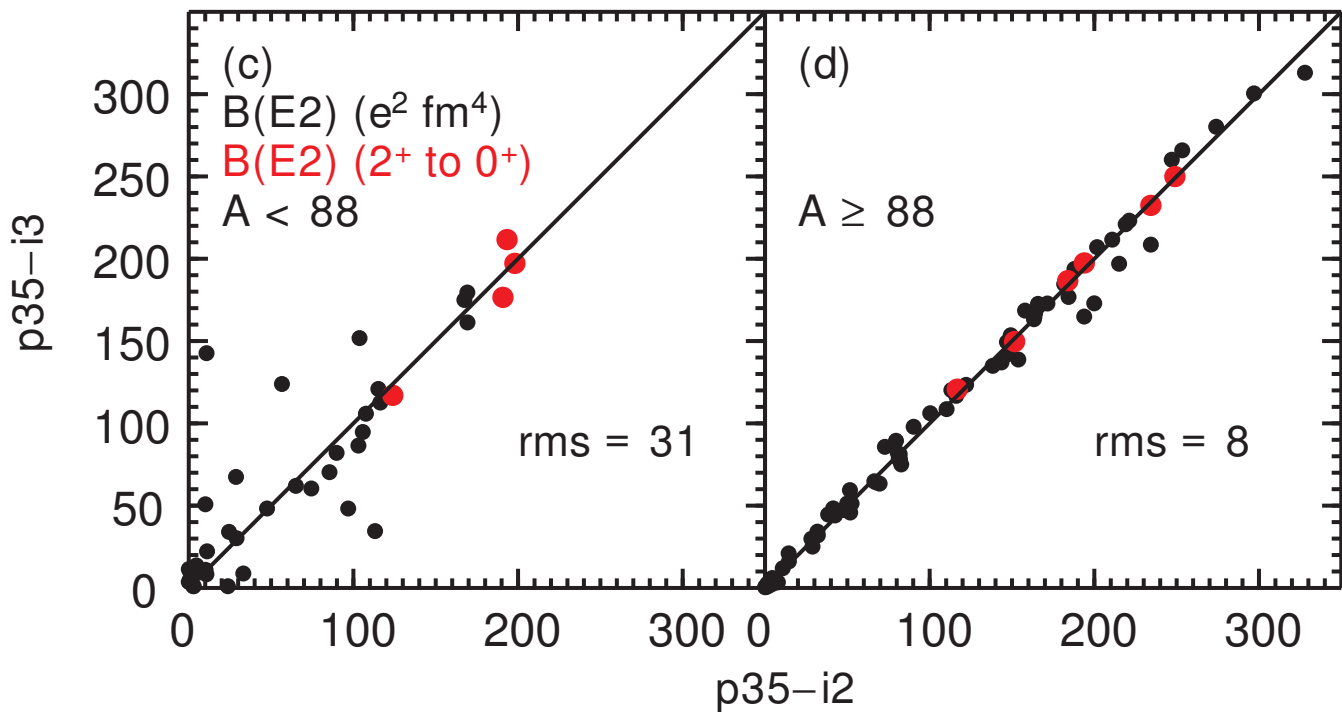 (c)
B(E2) (e² fm⁴)
B(E2) (2⁺ to 0⁺)
A < 88
rms = 31
(d)
A ≥ 88
rms = 8
300
250
200
150
100
50
0
p35−i3
0 100 200 300 0 100 200 300
p35−i2